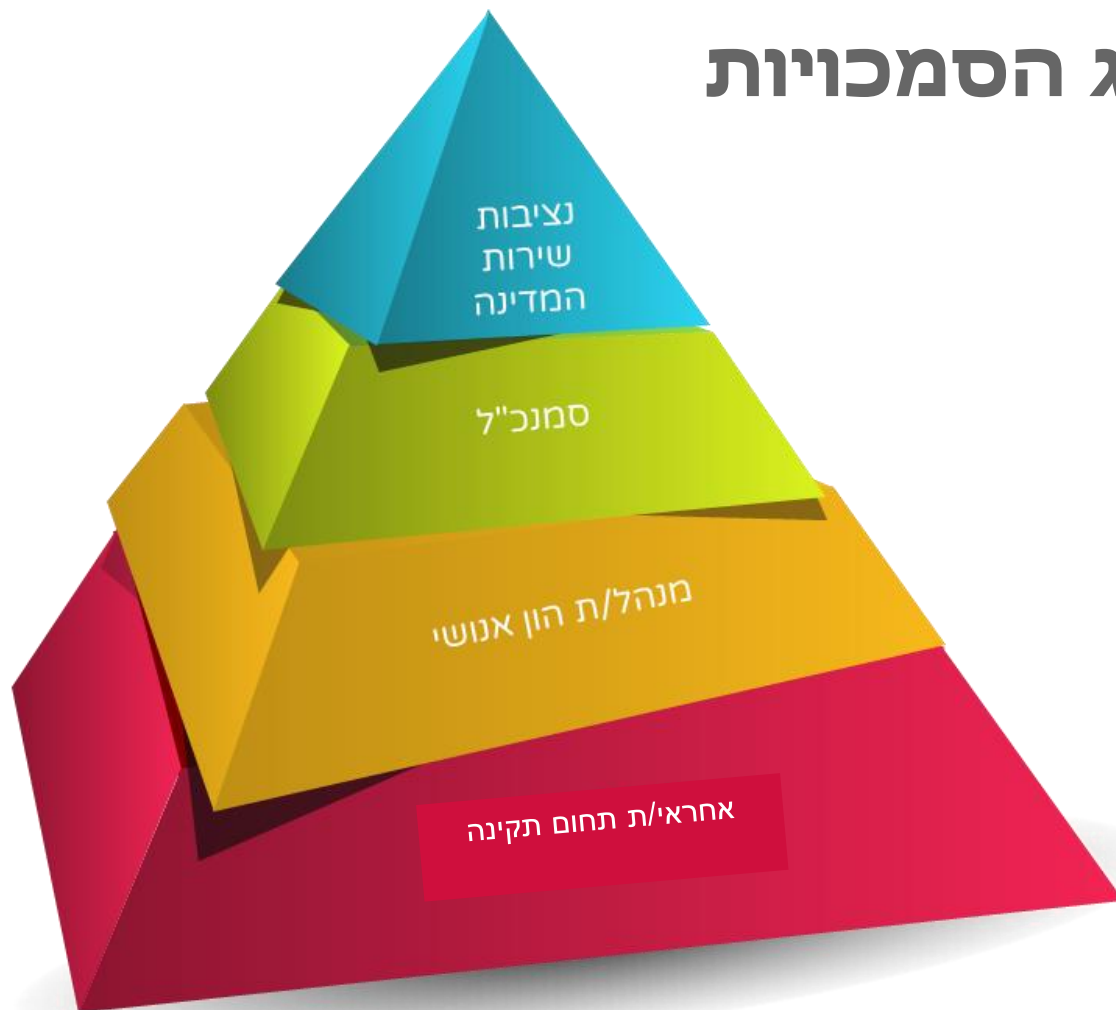 ג הסמכויות
נציבות
שירות
המדינה
סמנכ"ל
מנהל/ת הון אנושי
אחראי/ת תחום תקינה